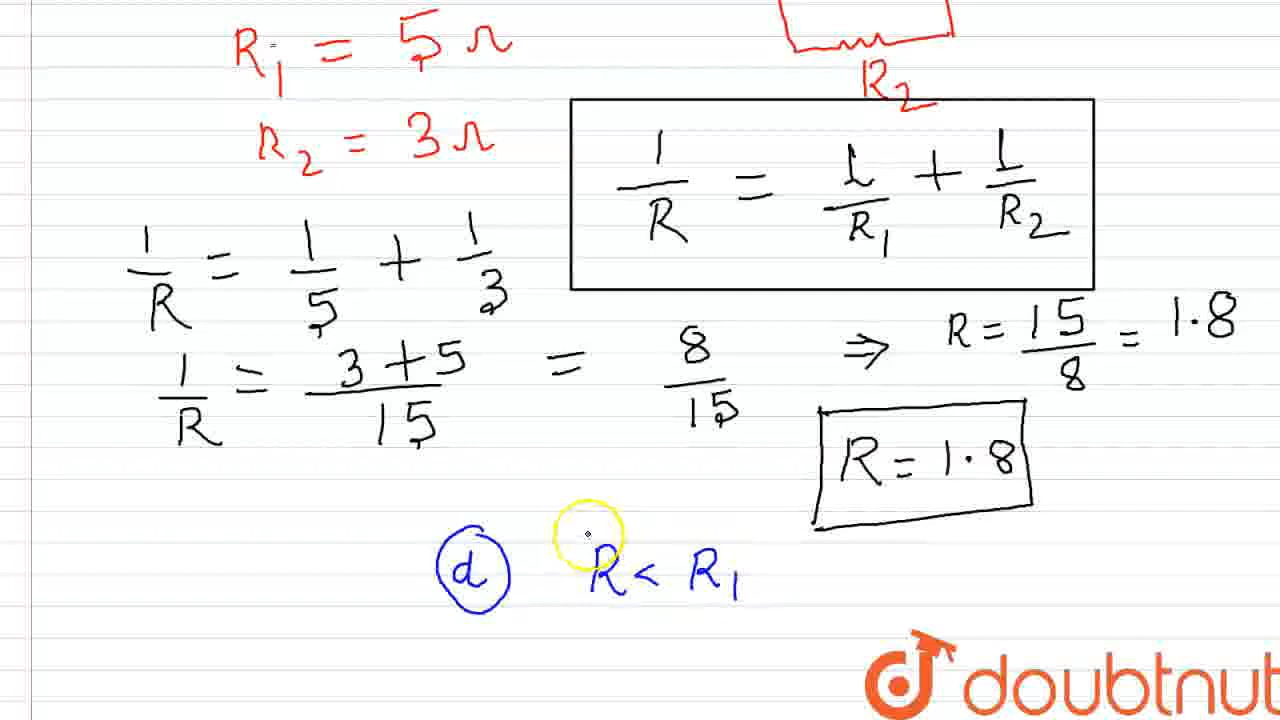 R₁ = 5 Ω
R₂
R₂ = 3 Ω
1/R = 1/R₁ + 1/R₂
1/R = 1/5 + 1/3
1/R = (3 + 5)/15 = 8/15 ⇒ R = 15/8 = 1.8
R = 1.8
d R < R₁
doubtnut